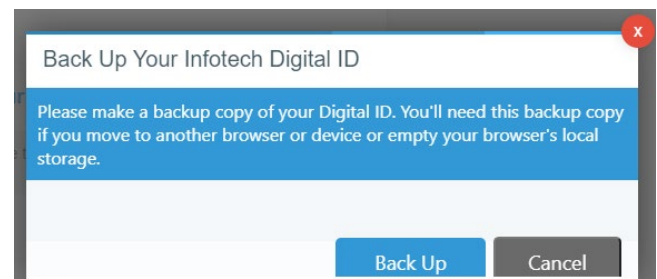 X
Back Up Your Infotech Digital ID
Please make a backup copy of your Digital ID. You'll need this backup copy
if you move to another browser or device or empty your browser's local
storage.
Back Up Cancel